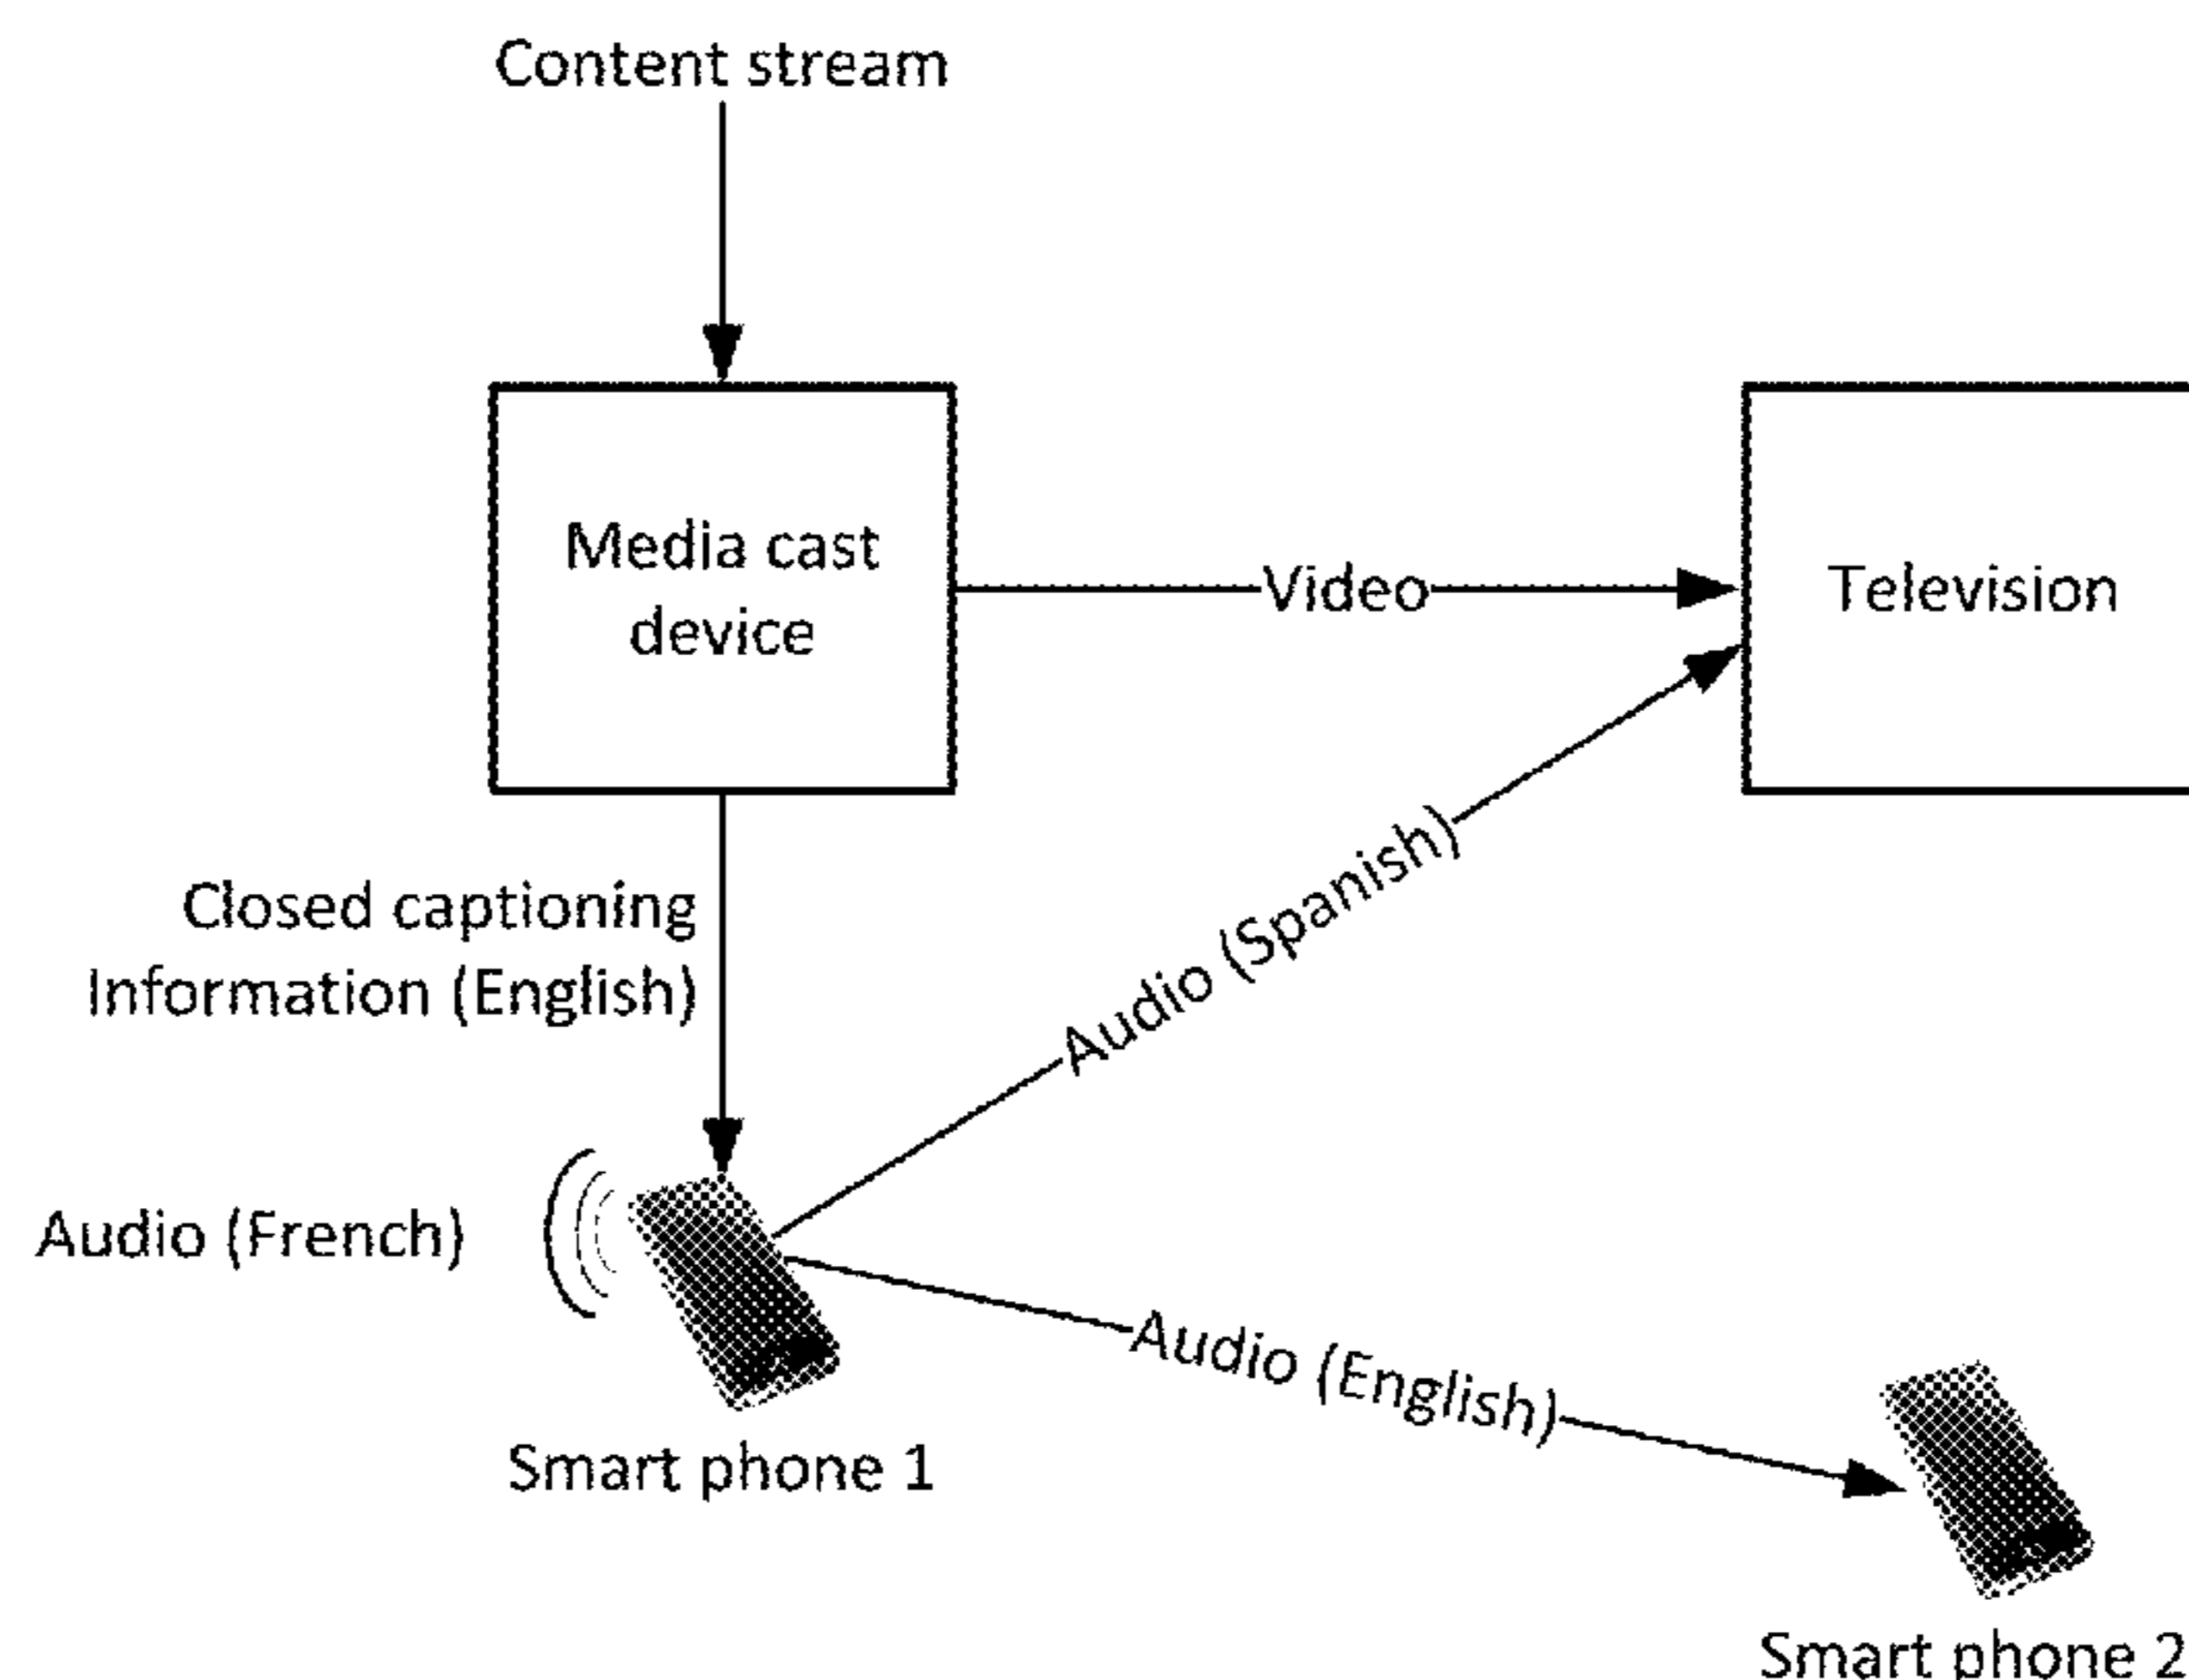 Content stream
Media cast
device
Video
Television
Closed captioning
Information (English)
Audio (Spanish)
Audio (French)
Audio (English)
Smart phone 1
Smart phone 2